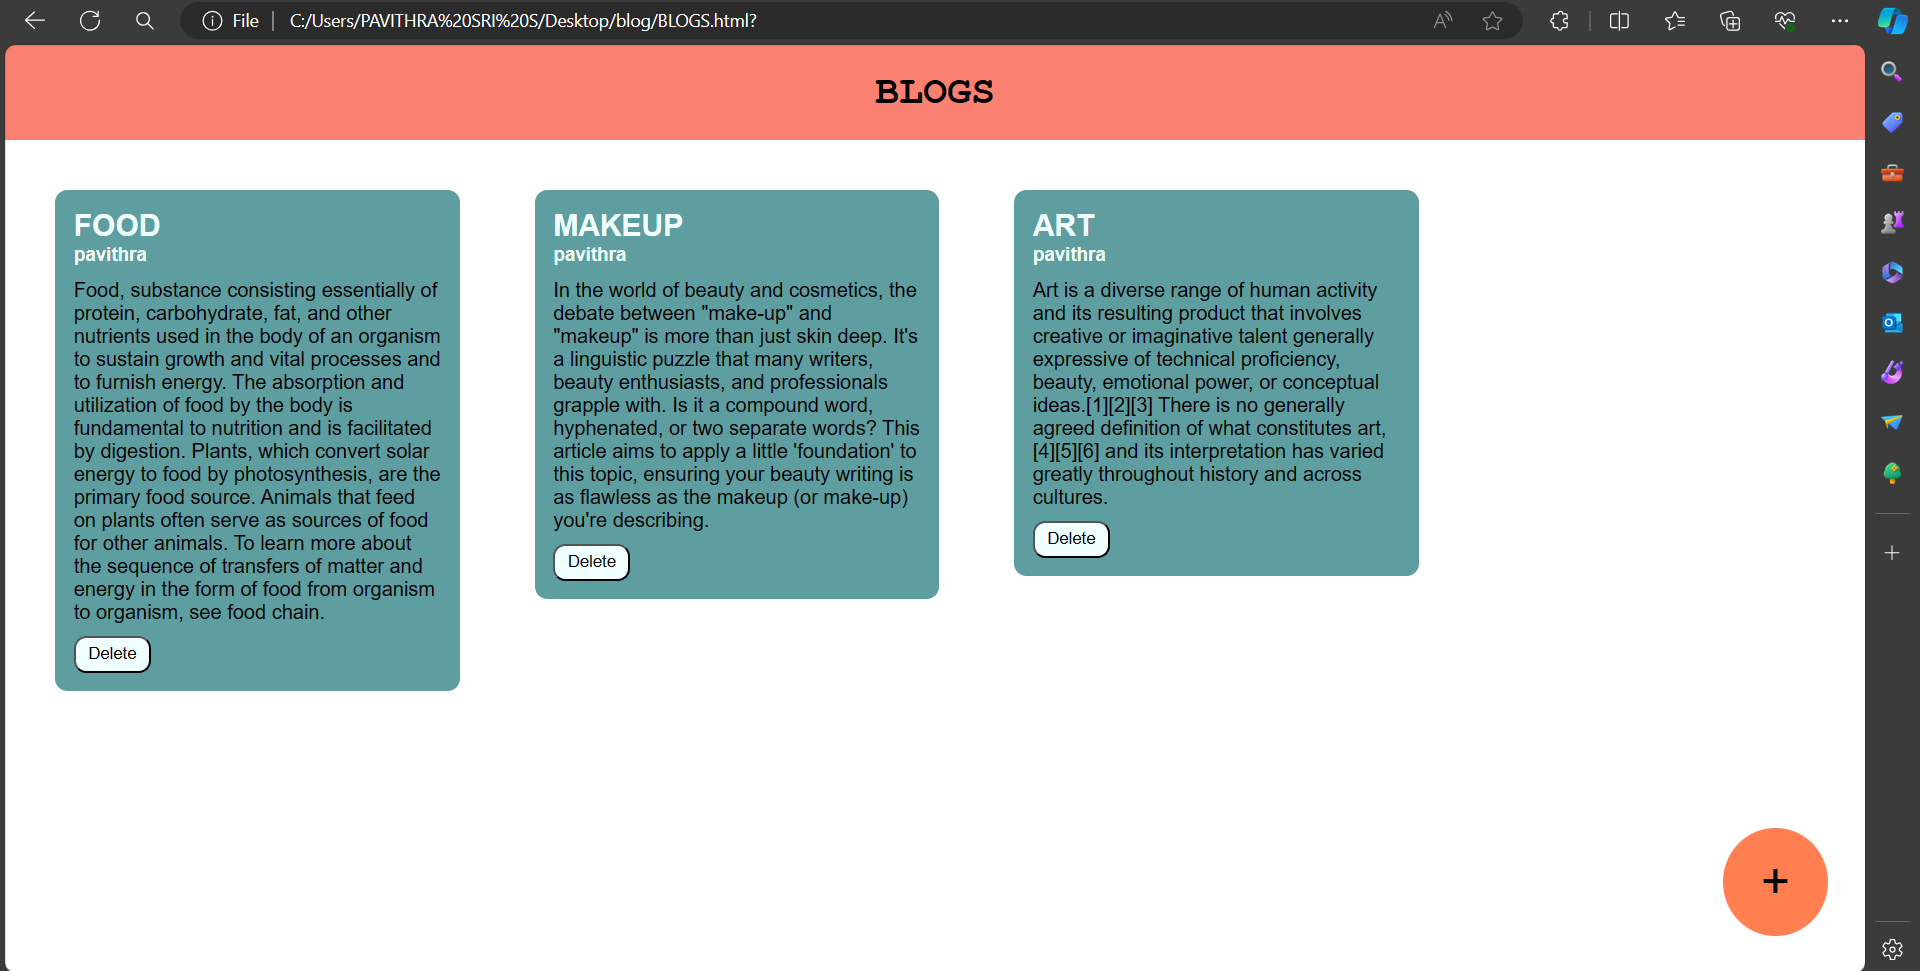 File
C:/Users/PAVITHRA%20SRI%20S/Desktop/blog/BLOGS.html?
BLOGS
FOOD
pavithra
Food, substance consisting essentially of
protein, carbohydrate, fat, and other
nutrients used in the body of an organism
to sustain growth and vital processes and
to furnish energy. The absorption and
utilization of food by the body is
fundamental to nutrition and is facilitated
by digestion. Plants, which convert solar
energy to food by photosynthesis, are the
primary food source. Animals that feed
on plants often serve as sources of food
for other animals. To learn more about
the sequence of transfers of matter and
energy in the form of food from organism
to organism, see food chain.
Delete
MAKEUP
pavithra
In the world of beauty and cosmetics, the
debate between "make-up" and
"makeup" is more than just skin deep. It's
a linguistic puzzle that many writers,
beauty enthusiasts, and professionals
grapple with. Is it a compound word,
hyphenated, or two separate words? This
article aims to apply a little 'foundation' to
this topic, ensuring your beauty writing is
as flawless as the makeup (or make-up)
you're describing.
Delete
ART
pavithra
Art is a diverse range of human activity
and its resulting product that involves
creative or imaginative talent generally
expressive of technical proficiency,
beauty, emotional power, or conceptual
ideas.[1][2][3] There is no generally
agreed definition of what constitutes art,
[4][5][6] and its interpretation has varied
greatly throughout history and across
cultures.
Delete
+